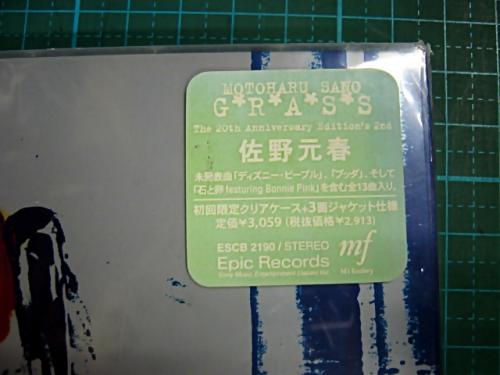 MOTOHARU SANO
G*R*A*S*S
The 20th Anniversary Edition's 2nd
佐野元春
未発表曲「ディズニー・ピープル」、「ブッダ」、そして
「石と卵 featuring Bonnie Pink」を含む全13曲入り。
初回限定クリアケース+3面ジャケット仕様
定価¥3,059 (税抜価格¥2,913)
ESCB 2190 / STEREO
Epic Records
Sony Music Entertainment (Japan) Inc.
mf
M's Factory